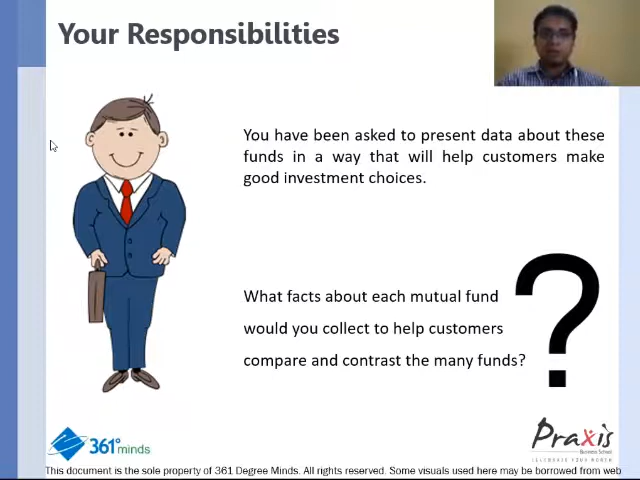 Your Responsibilities
You have been asked to present data about these
funds in a way that will help customers make
good investment choices.
What facts about each mutual fund
would you collect to help customers
compare and contrast the many funds?
?
361° minds
Praxis
Business School
This document is the sole property of 361 Degree Minds. All rights reserved. Some visuals used here may be borrowed from web